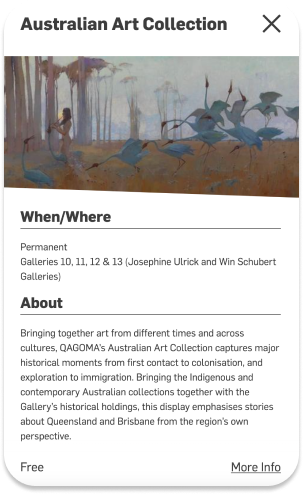 Australian Art Collection
When/Where
Permanent
Galleries 10, 11, 12 & 13 (Josephine Ulrick and Win Schubert
Galleries)
About
Bringing together art from different times and across
cultures, QAGOMA's Australian Art Collection captures major
historical moments from first contact to colonisation, and
exploration to immigration. Bringing the Indigenous and
contemporary Australian collections together with the
Gallery's historical holdings, this display emphasises stories
about Queensland and Brisbane from the region's own
perspective.
Free
More Info